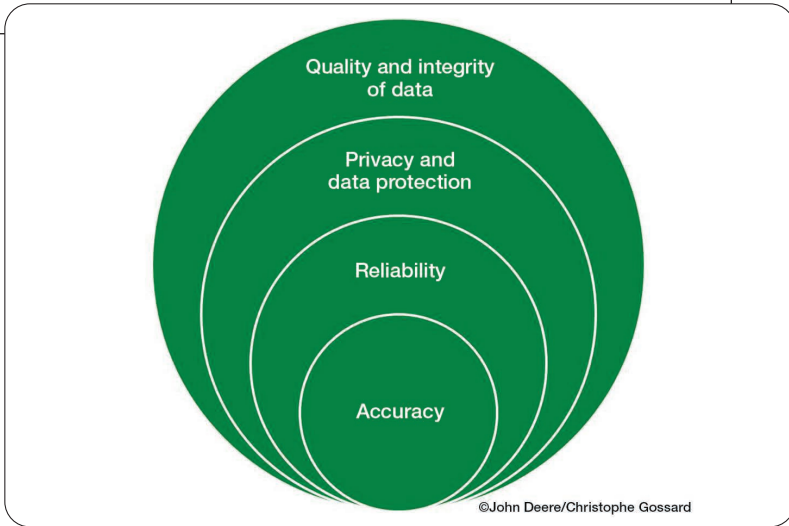 Quality and integrity
of data
Privacy and
data protection
Reliability
Accuracy
©John Deere/Christophe Gossard